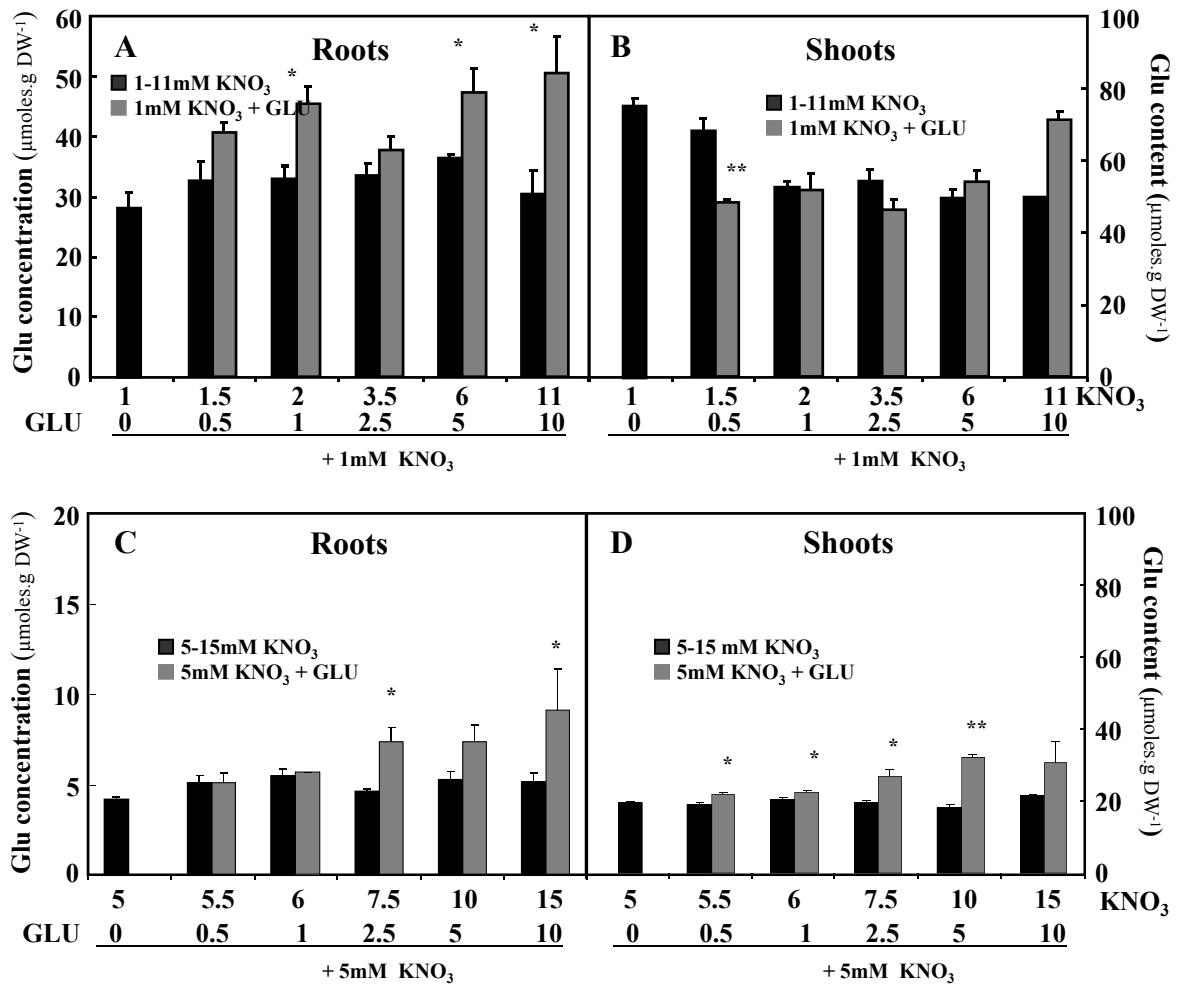 60
50
40
30
20
10
0
Glu concentration (μmoles.g DW⁻¹)
A
Roots
1-11mM KNO₃
1mM KNO₃ + GLU
*
*
*
B
Shoots
1-11mM KNO₃
1mM KNO₃ + GLU
**
100
80
60
40
20
0
Glu content (μmoles.g DW⁻¹)
1 1.5 2 3.5 6 11 1 1.5 2 3.5 6 11 KNO₃
GLU 0 0.5 1 2.5 5 10 0 0.5 1 2.5 5 10
+ 1mM KNO₃ + 1mM KNO₃
20
15
10
5
0
Glu concentration (μmoles.g DW⁻¹)
C
Roots
5-15mM KNO₃
5mM KNO₃ + GLU
*
*
D
Shoots
5-15 mM KNO₃
5mM KNO₃ + GLU
*
*
*
**
100
80
60
40
20
0
Glu content (μmoles.g DW⁻¹)
5 5.5 6 7.5 10 15 5 5.5 6 7.5 10 15 KNO₃
GLU 0 0.5 1 2.5 5 10 0 0.5 1 2.5 5 10
+ 5mM KNO₃ + 5mM KNO₃